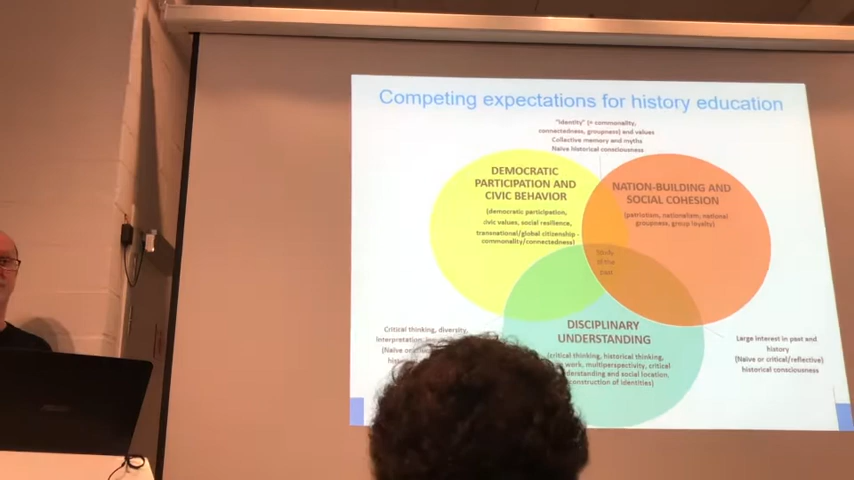 Competing expectations for history education
"Identity" (= commonality,
connectedness, groupness) and values
Collective memory and myths
Naive historical consciousness
DEMOCRATIC
PARTICIPATION AND
CIVIC BEHAVIOR
(democratic participation,
civic values, social resilience,
transnational/global citizenship -
commonality/connectedness)
NATION-BUILDING AND
SOCIAL COHESION
(patriotism, nationalism, national
groupness, group loyalty)
Study
of the
past
Critical thinking, diversity,
interpretation,
(Naive
DISCIPLINARY
UNDERSTANDING
(critical thinking, historical thinking,
work, multiperspectivity, critical
understanding and social location,
construction of identities)
Large interest in past and
history
(Naive or critical/reflective)
historical consciousness